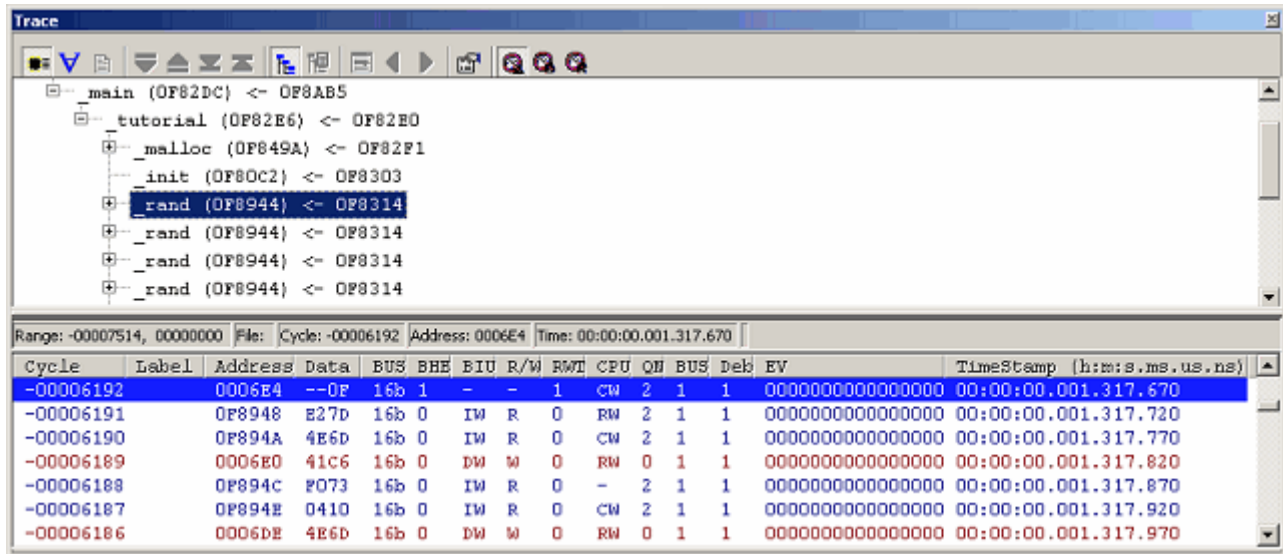 Trace
_main (0F82DC) <- 0F8AB5
_tutorial (0F82E6) <- 0F82E0
_malloc (0F849A) <- 0F82F1
_init (0F80C2) <- 0F8303
_rand (0F8944) <- 0F8314
_rand (0F8944) <- 0F8314
_rand (0F8944) <- 0F8314
_rand (0F8944) <- 0F8314
Range: -00007514, 00000000 File: Cycle: -00006192 Address: 0006E4 Time: 00:00:00.001.317.670
Cycle Label Address Data BUS BHE BIU R/W RWT CPU QN BUS Deb EV TimeStamp (h:m:s.ms.us.ns)
-00006192 0006E4 --0F 16b 1 - - 1 CW 2 1 1 0000000000000000 00:00:00.001.317.670
-00006191 0F8948 E27D 16b 0 IW R 0 RW 2 1 1 0000000000000000 00:00:00.001.317.720
-00006190 0F894A 4E6D 16b 0 IW R 0 CW 2 1 1 0000000000000000 00:00:00.001.317.770
-00006189 0006E0 41C6 16b 0 DW W 0 RW 0 1 1 0000000000000000 00:00:00.001.317.820
-00006188 0F894C F073 16b 0 IW R 0 - 2 1 1 0000000000000000 00:00:00.001.317.870
-00006187 0F894E 0410 16b 0 IW R 0 CW 2 1 1 0000000000000000 00:00:00.001.317.920
-00006186 0006DE 4E6D 16b 0 DW W 0 RW 0 1 1 0000000000000000 00:00:00.001.317.970